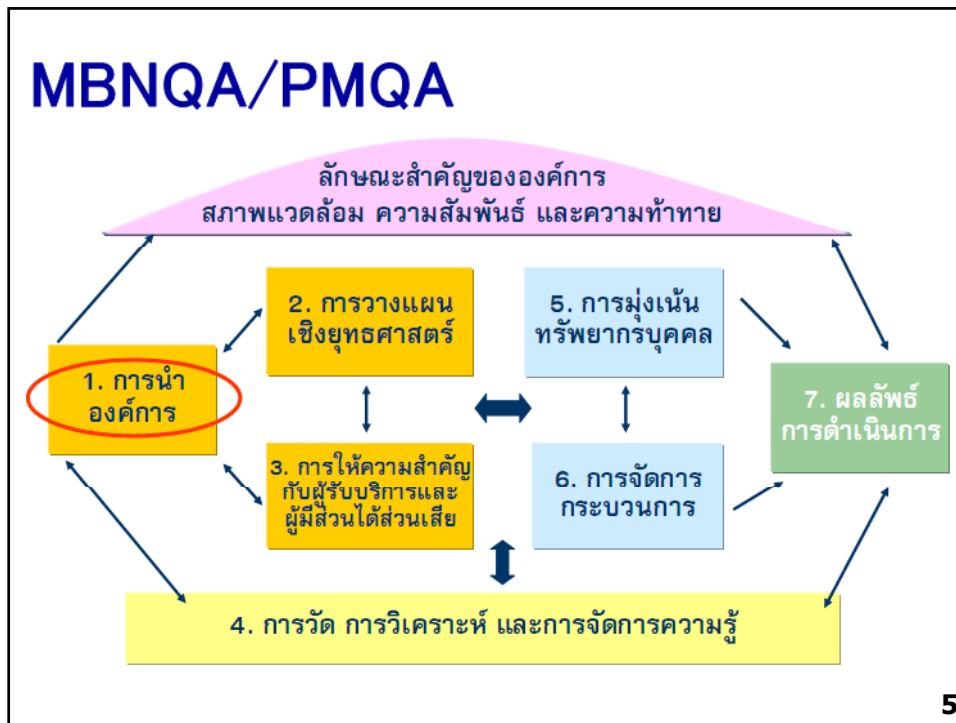 MBNQA/PMQA
ลักษณะสำคัญขององค์การ
สภาพแวดล้อม ความสัมพันธ์ และความท้าทาย
2. การวางแผน
เชิงยุทธศาสตร์
5. การมุ่งเน้น
ทรัพยากรบุคคล
1. การนำ
องค์การ
7. ผลลัพธ์
การดำเนินการ
3. การให้ความสำคัญ
กับผู้รับบริการและ
ผู้มีส่วนได้ส่วนเสีย
6. การจัดการ
กระบวนการ
4. การวัด การวิเคราะห์ และการจัดการความรู้
5